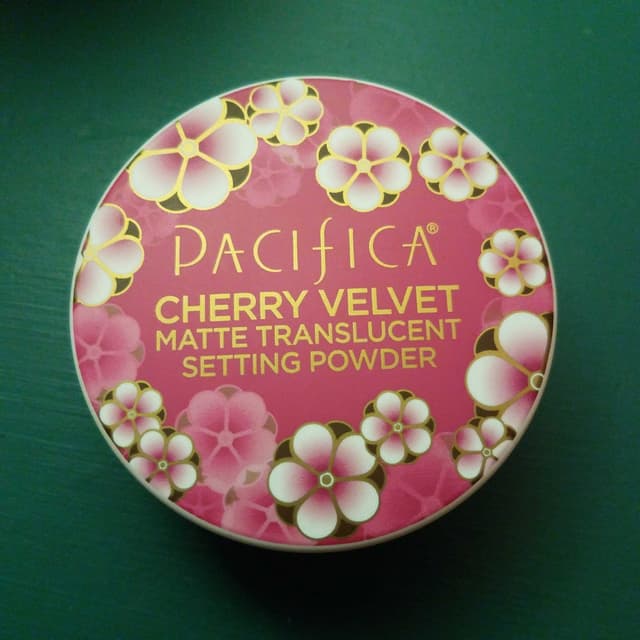 PACIFICA®
CHERRY VELVET
MATTE TRANSLUCENT
SETTING POWDER